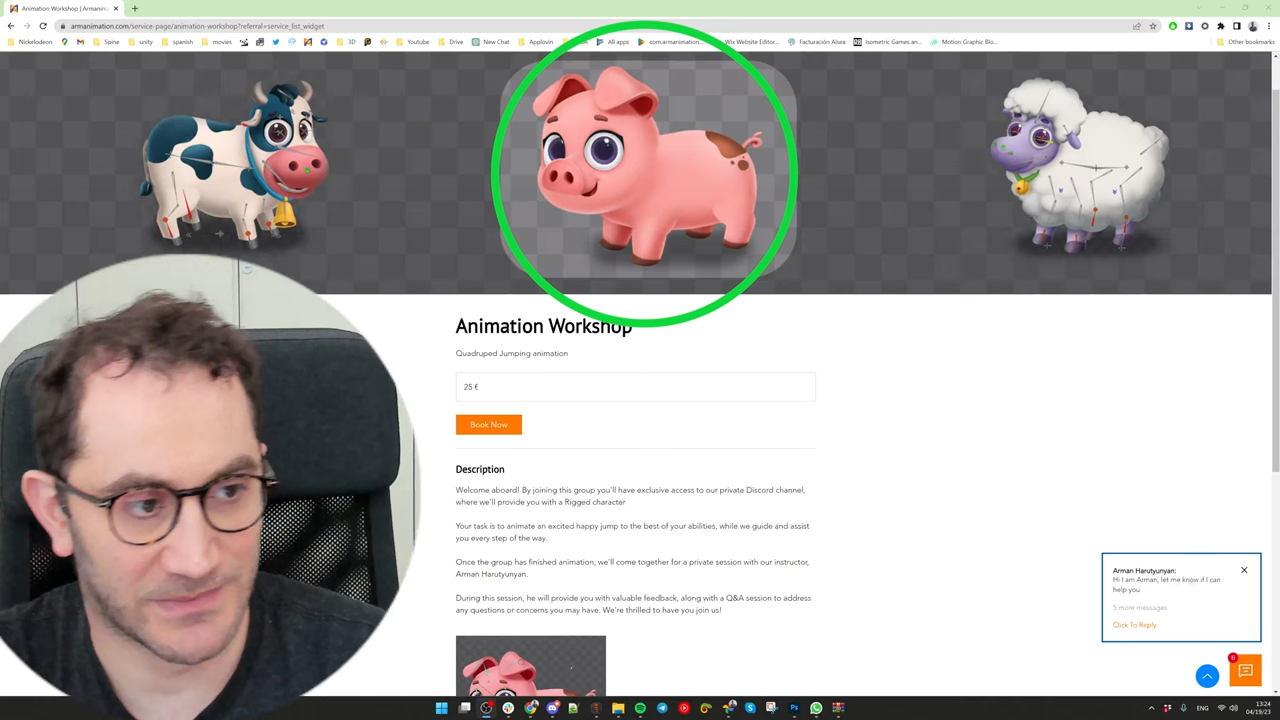 Animation Workshop | Armanim
armanimation.com/service-page/animation-workshop?referral=service_list_widget
Nickelodeon
Spine
unity
spanish
movies
3D
Youtube
Drive
New Chat
Applovin
All apps
com.armanimation...
Wix Website Editor...
Facturación Alsea
Isometric Games an...
Motion Graphic Blo...
Other bookmarks
Animation Workshop
Quadruped Jumping animation
25 €
Book Now
Description
Welcome aboard! By joining this group you'll have exclusive access to our private Discord channel,
where we'll provide you with a Rigged character
Your task is to animate an excited happy jump to the best of your abilities, while we guide and assist
you every step of the way.
Once the group has finished animation, we'll come together for a private session with our instructor,
Arman Harutyunyan.
During this session, he will provide you with valuable feedback, along with a Q&A session to address
any questions or concerns you may have. We're thrilled to have you join us!
Arman Harutyunyan:
Hi I am Arman, let me know if I can
help you
5 more messages
Click To Reply
6
13:24
04/19/23